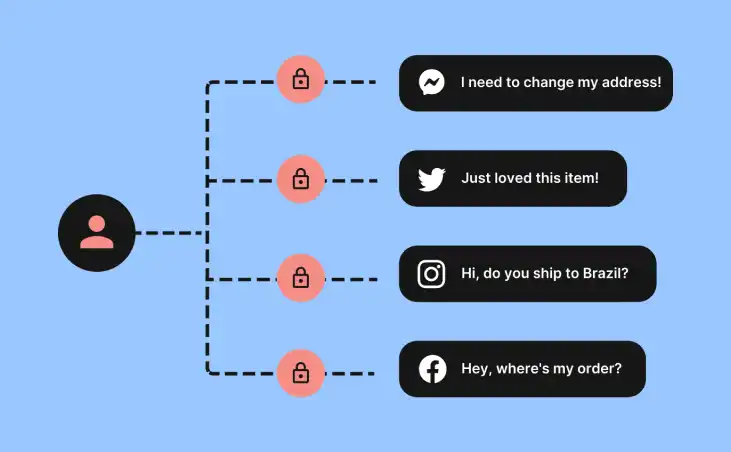 I need to change my address!
Just loved this item!
Hi, do you ship to Brazil?
Hey, where's my order?